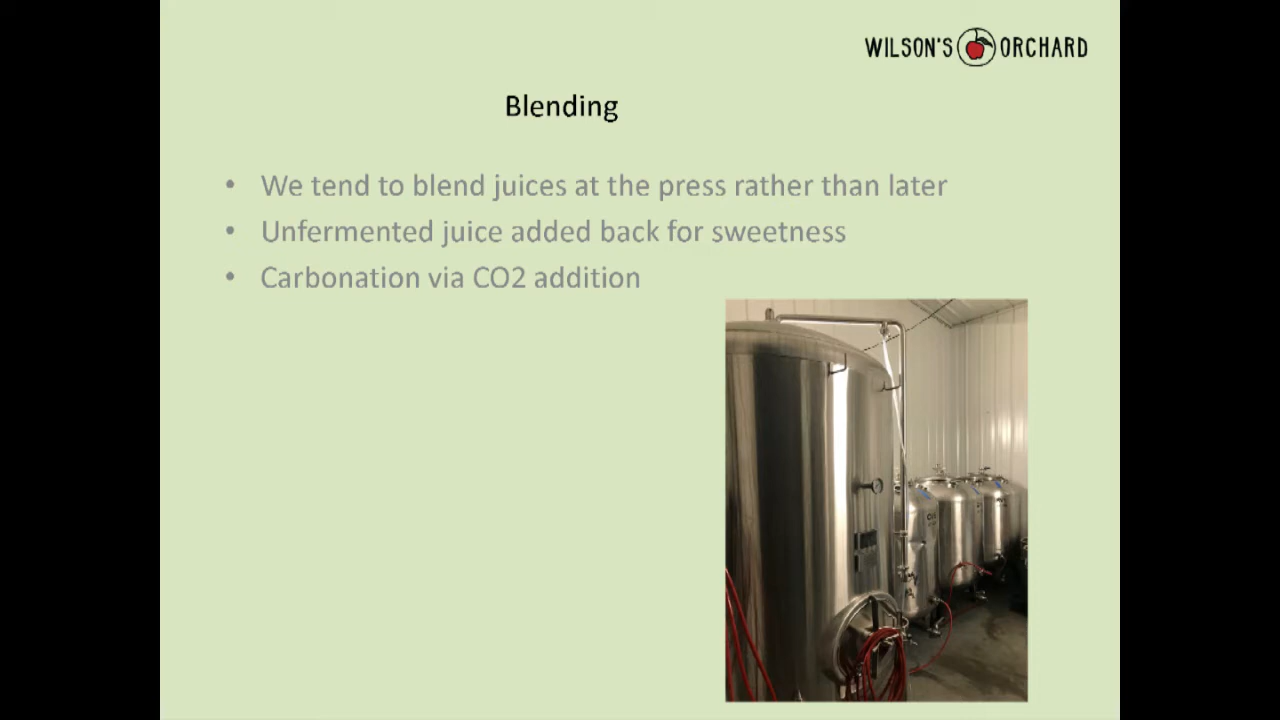 WILSON'S ORCHARD
Blending
• We tend to blend juices at the press rather than later
• Unfermented juice added back for sweetness
• Carbonation via CO2 addition